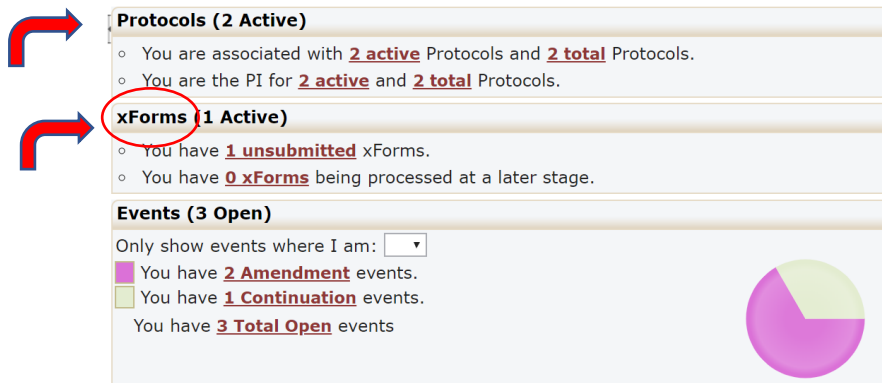 Protocols (2 Active)
You are associated with 2 active Protocols and 2 total Protocols.
You are the PI for 2 active and 2 total Protocols.
xForms (1 Active)
You have 1 unsubmitted xForms.
You have 0 xForms being processed at a later stage.
Events (3 Open)
Only show events where I am:
You have 2 Amendment events.
You have 1 Continuation events.
You have 3 Total Open events